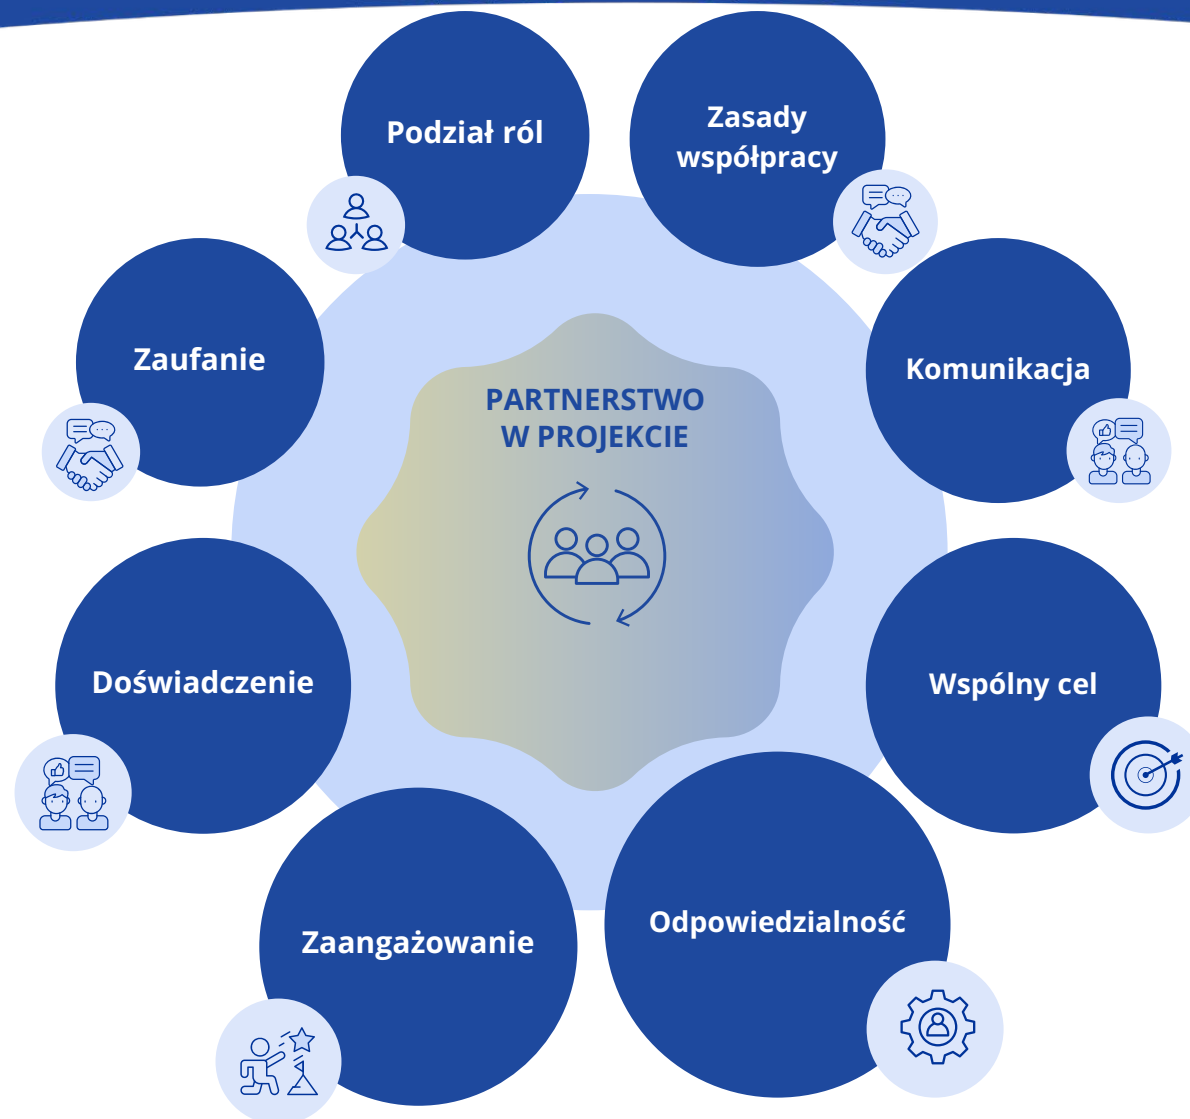 Podział ról
Zasady
współpracy
Zaufanie
Komunikacja
PARTNERSTWO
W PROJEKCIE
Doświadczenie
Wspólny cel
Zaangażowanie
Odpowiedzialność